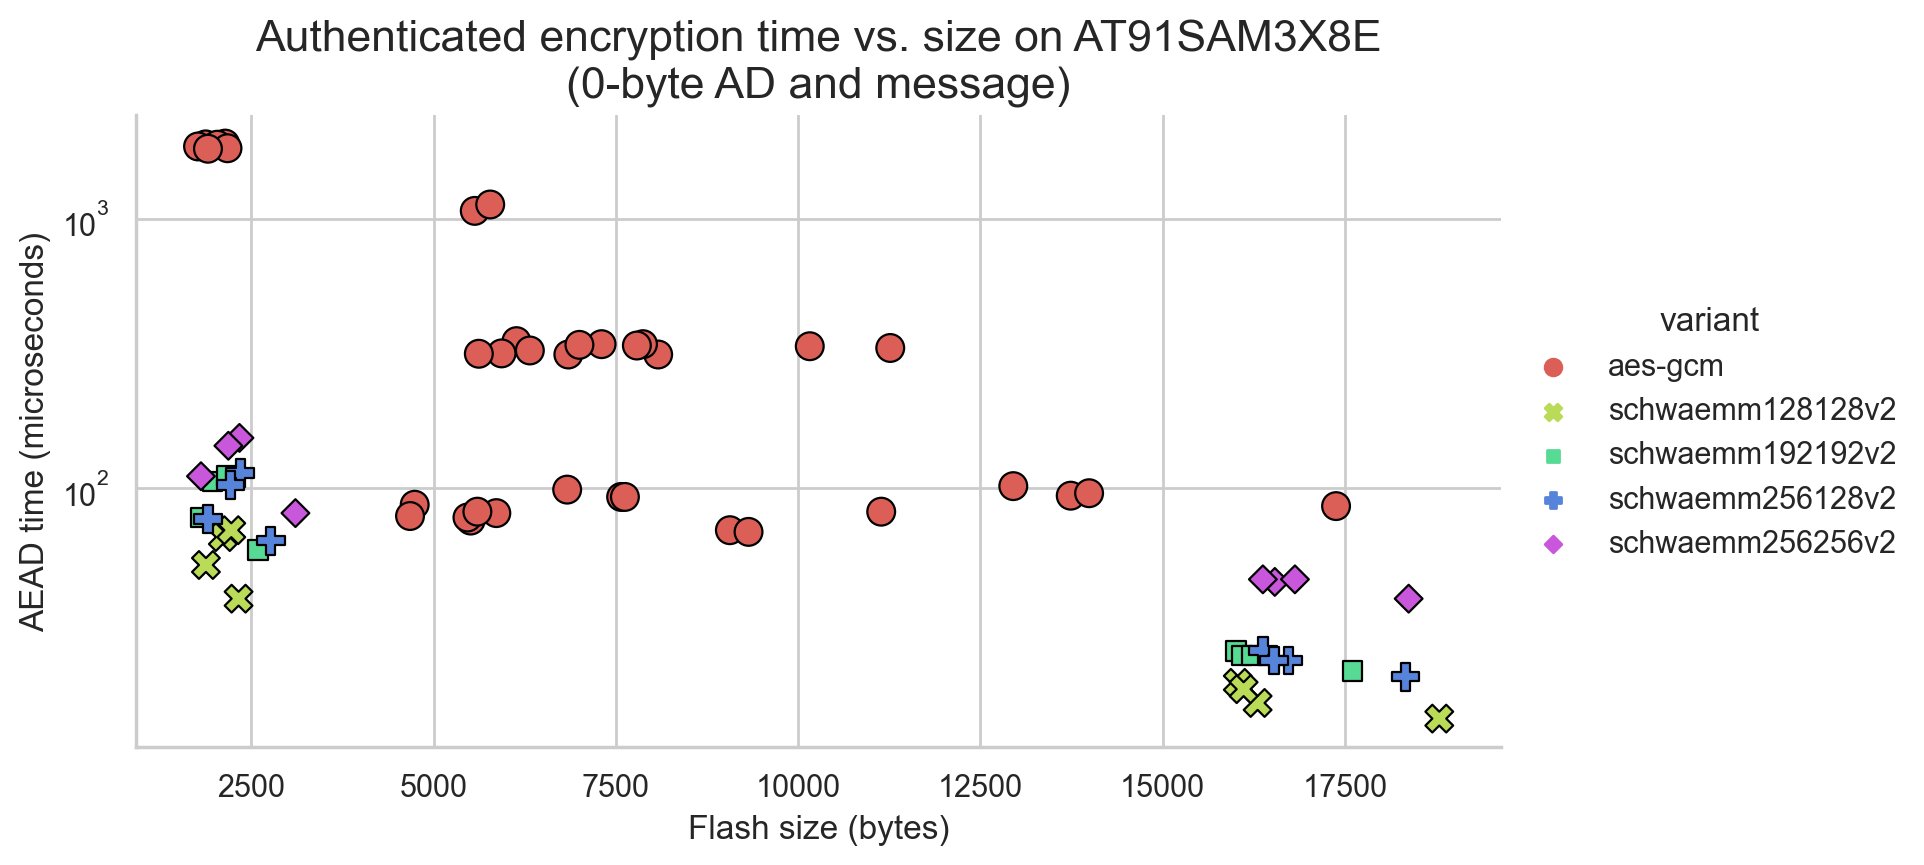 Authenticated encryption time vs. size on AT91SAM3X8E
(0-byte AD and message)
AEAD time (microseconds)
10³
10²
2500 5000 7500 10000 12500 15000 17500
Flash size (bytes)
variant
aes-gcm
schwaemm128128v2
schwaemm192192v2
schwaemm256128v2
schwaemm256256v2